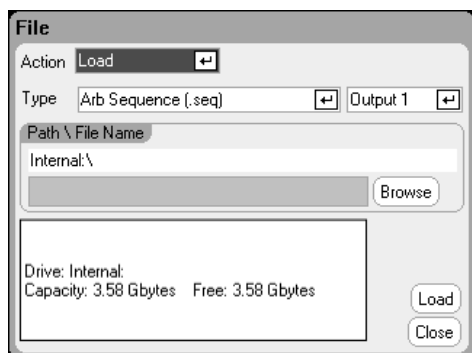 File
Action Load
Type Arb Sequence (.seq) Output 1
Path \ File Name
Internal:\
Browse
Drive: Internal:
Capacity: 3.58 Gbytes Free: 3.58 Gbytes
Load
Close